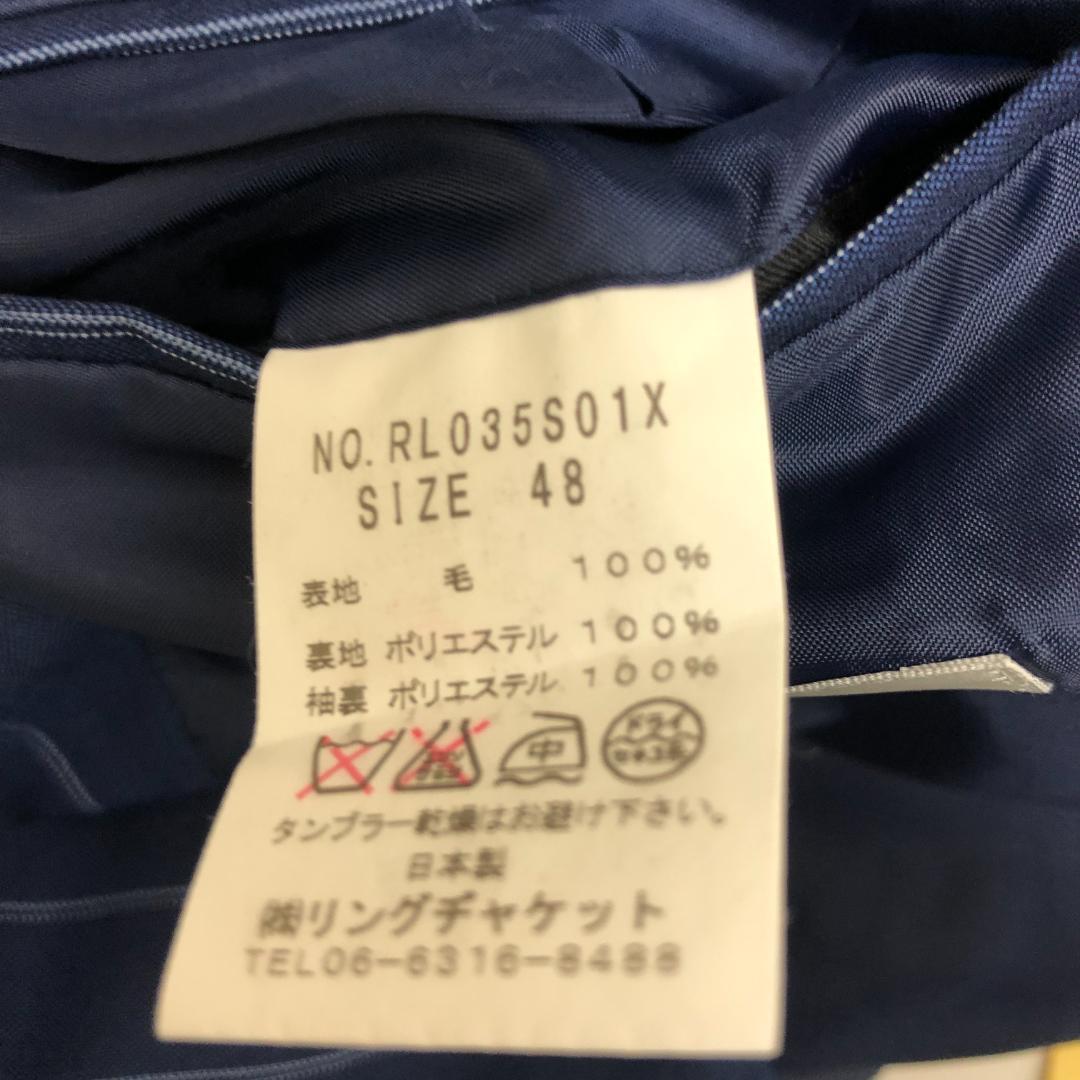 NO. RL035S01X
SIZE 48
表地 毛 100%
裏地 ポリエステル 100%
袖裏 ポリエステル 100%
中 ドライ
タンブラー乾燥はお避け下さい。
日本製
㈱リングヂャケット
TEL06-6316-8488